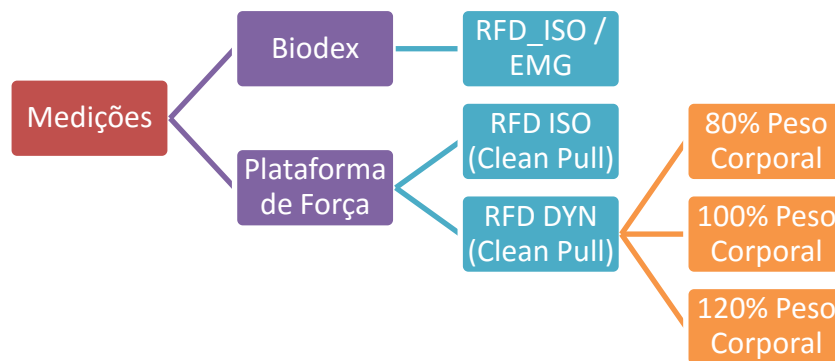 Medições
Biodex
RFD_ISO /
EMG
Plataforma
de Força
RFD ISO
(Clean Pull)
RFD DYN
(Clean Pull)
80% Peso
Corporal
100% Peso
Corporal
120% Peso
Corporal